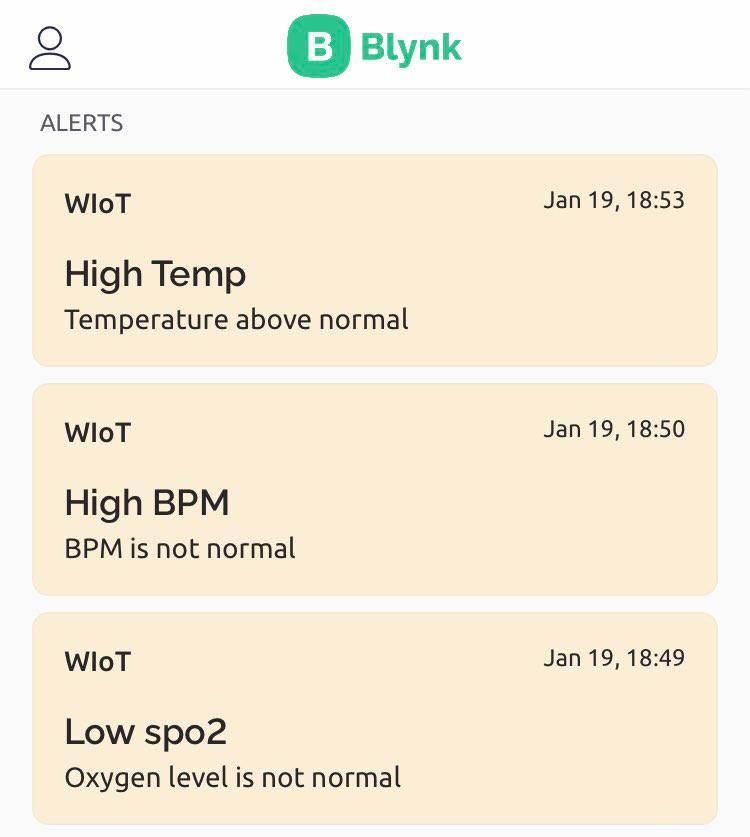 B Blynk
ALERTS
WIoT Jan 19, 18:53
High Temp
Temperature above normal
WIoT Jan 19, 18:50
High BPM
BPM is not normal
WIoT Jan 19, 18:49
Low spo2
Oxygen level is not normal